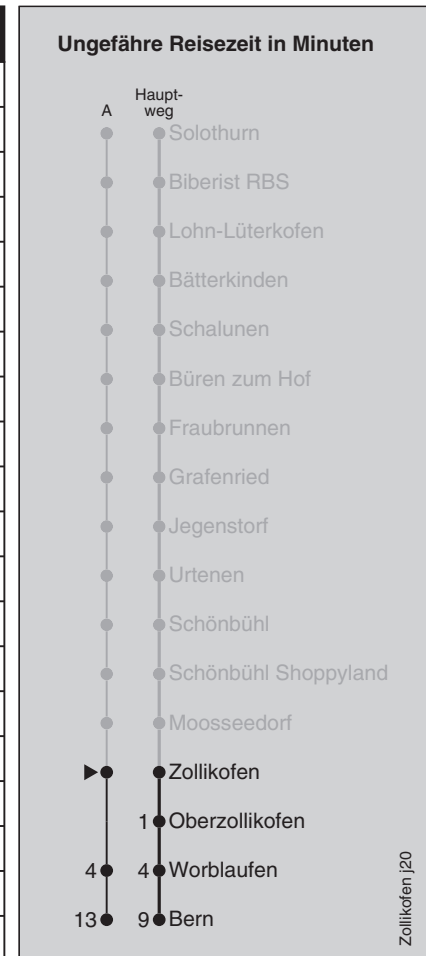 Ungefähre Reisezeit in Minuten
A
Haupt-
weg
Solothurn
Biberist RBS
Lohn-Lüterkofen
Bätterkinden
Schalunen
Büren zum Hof
Fraubrunnen
Grafenried
Jegenstorf
Urtenen
Schönbühl
Schönbühl Shoppyland
Moosseedorf
Zollikofen
1 Oberzollikofen
4 4 Worblaufen
13 9 Bern
Zollikofen j20